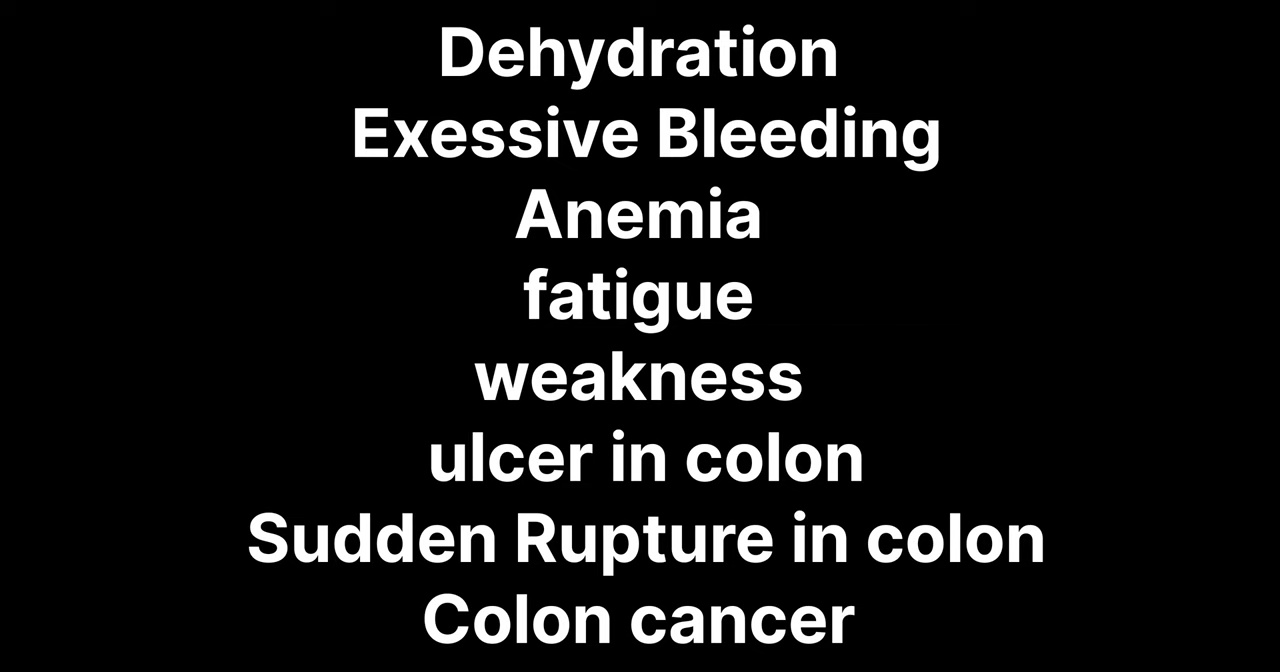 Dehydration
Exessive Bleeding
Anemia
fatigue
weakness
ulcer in colon
Sudden Rupture in colon
Colon cancer